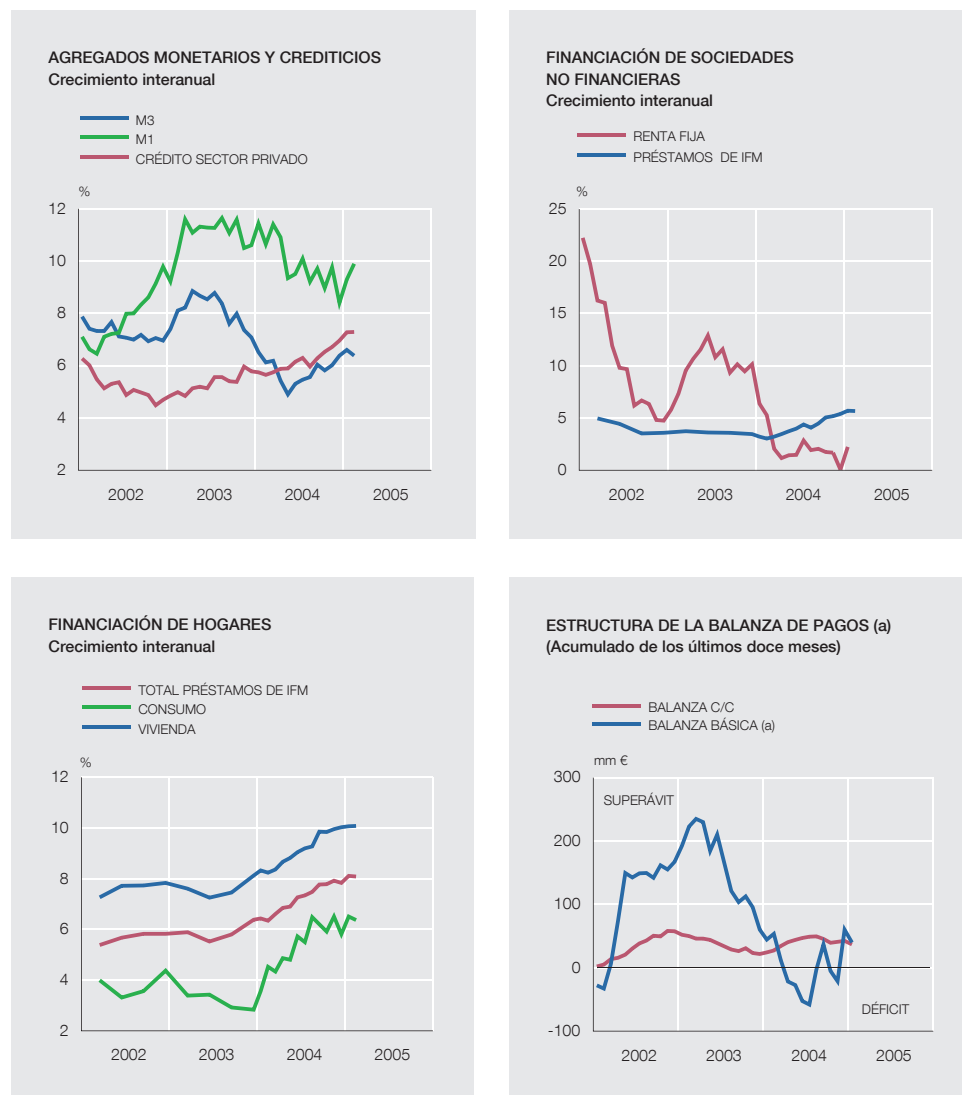 AGREGADOS MONETARIOS Y CREDITICIOS
Crecimiento interanual
M3
M1
CRÉDITO SECTOR PRIVADO
%
12
10
8
6
4
2
2002 2003 2004 2005
FINANCIACIÓN DE SOCIEDADES
NO FINANCIERAS
Crecimiento interanual
RENTA FIJA
PRÉSTAMOS DE IFM
%
25
20
15
10
5
0
2002 2003 2004 2005
FINANCIACIÓN DE HOGARES
Crecimiento interanual
TOTAL PRÉSTAMOS DE IFM
CONSUMO
VIVIENDA
%
12
10
8
6
4
2
2002 2003 2004 2005
ESTRUCTURA DE LA BALANZA DE PAGOS (a)
(Acumulado de los últimos doce meses)
BALANZA C/C
BALANZA BÁSICA (a)
mm €
300
SUPERÁVIT
200
100
0
DÉFICIT
-100
2002 2003 2004 2005